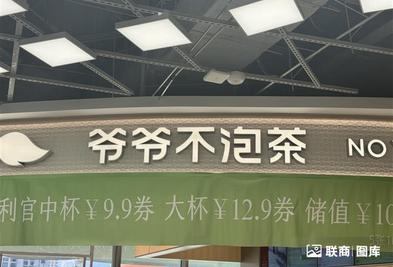 爷爷不泡茶 NO
利官中杯￥9.9券 大杯￥12.9券 储值￥10
联商 图库